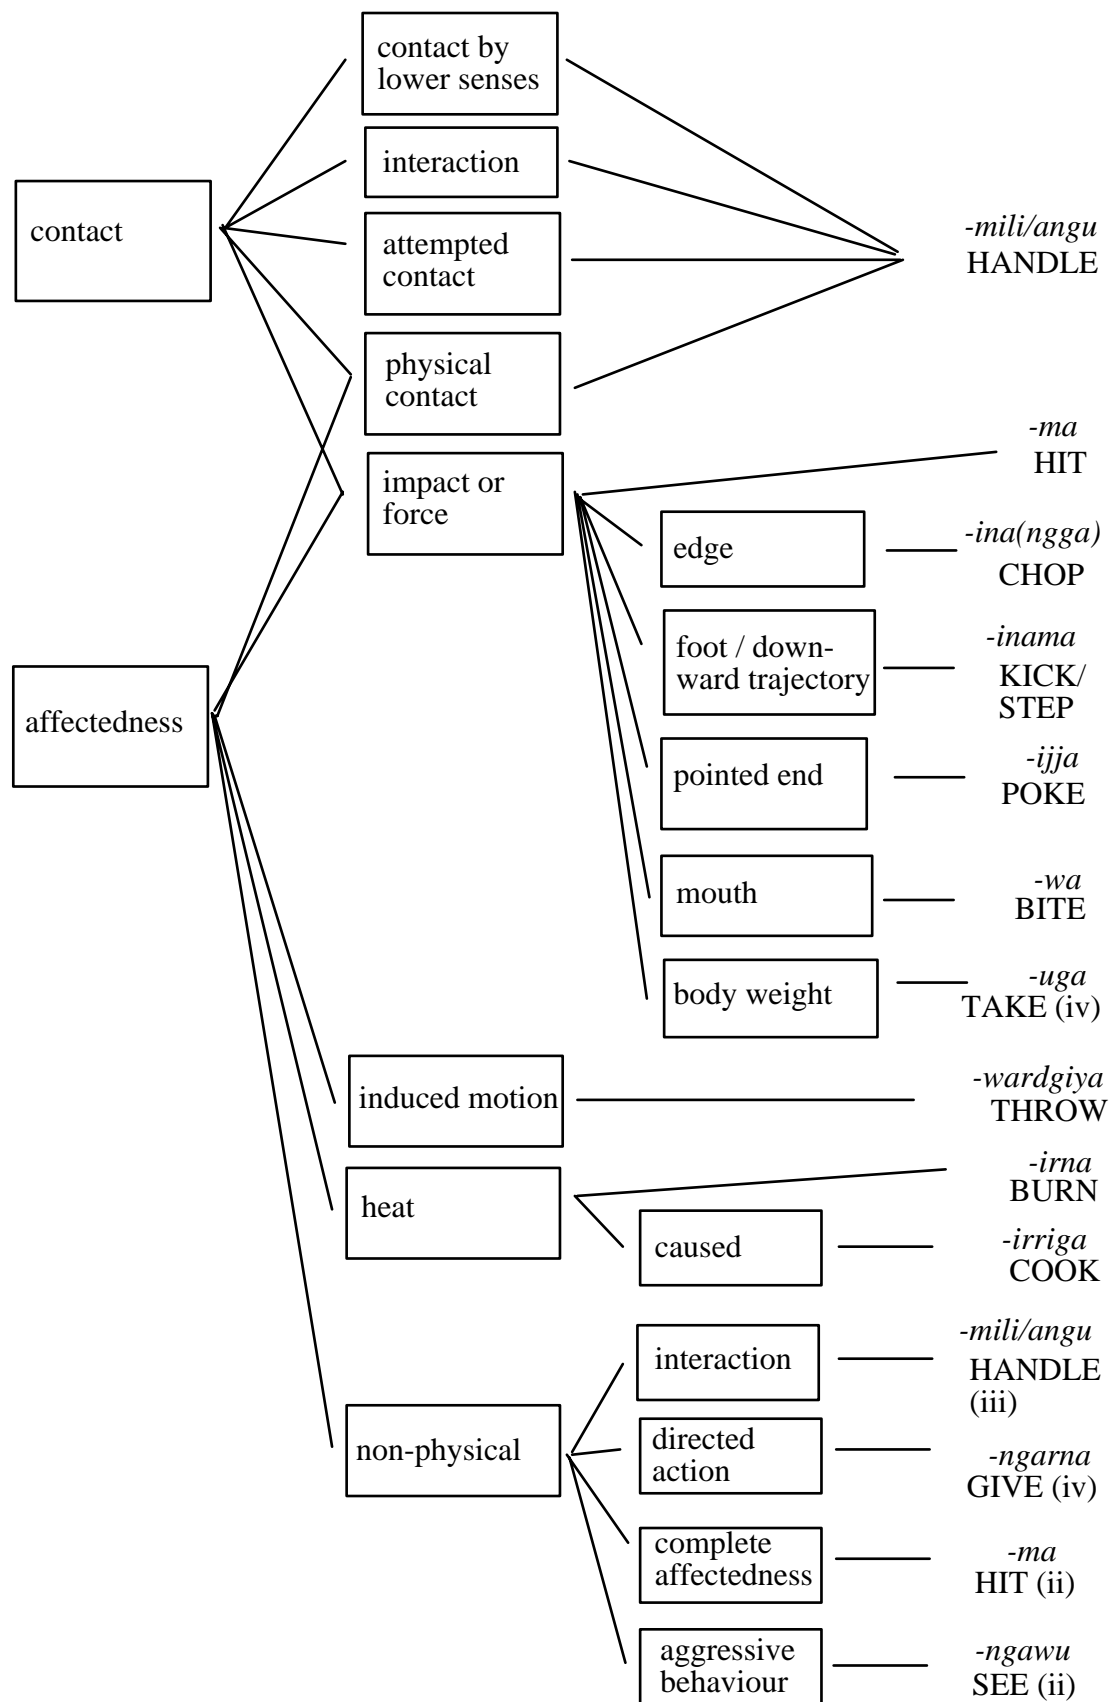 contact by
lower senses
interaction
contact
attempted
contact
-mili/angu
HANDLE
physical
contact
-ma
HIT
impact or
force
edge
-ina(ngga)
CHOP
foot / down-
ward trajectory
-inama
KICK/
STEP
affectedness
pointed end
-ijja
POKE
mouth
-wa
BITE
body weight
-uga
TAKE (iv)
induced motion
-wardgiya
THROW
heat
-irna
BURN
caused
-irriga
COOK
interaction
-mili/angu
HANDLE
(iii)
non-physical
directed
action
-ngarna
GIVE (iv)
complete
affectedness
-ma
HIT (ii)
aggressive
behaviour
-ngawu
SEE (ii)